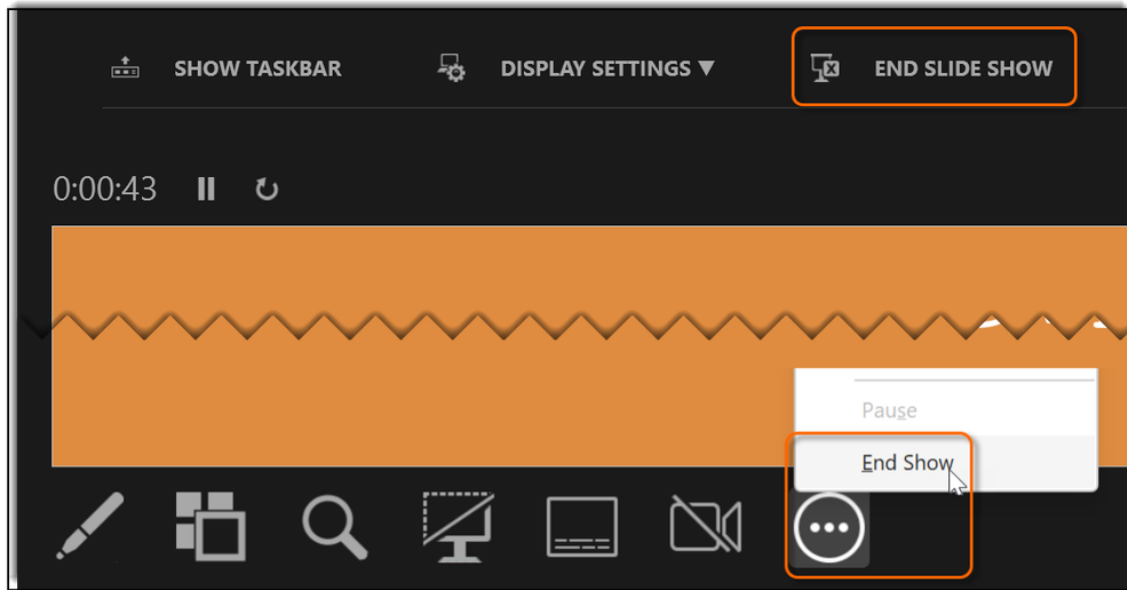 SHOW TASKBAR
DISPLAY SETTINGS ▼
END SLIDE SHOW
0:00:43
Pause
End Show